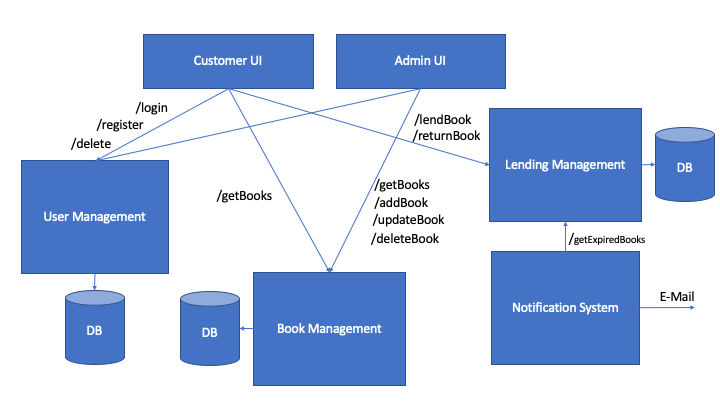 Customer UI
Admin UI
/login
/register
/delete
/lendBook
/returnBook
Lending Management
DB
/getBooks
/getBooks
/addBook
/updateBook
/deleteBook
User Management
/getExpiredBooks
DB
DB
Book Management
Notification System
E-Mail